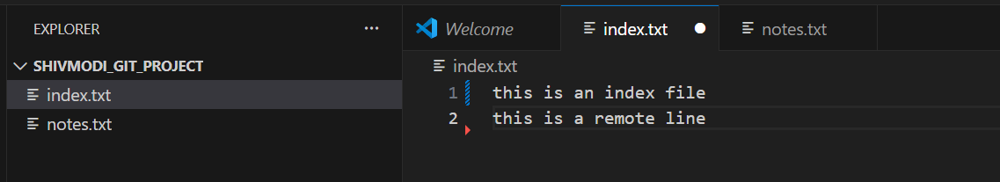 EXPLORER
SHIVMODI_GIT_PROJECT
index.txt
notes.txt
Welcome
index.txt
notes.txt
index.txt
1 this is an index file
2 this is a remote line